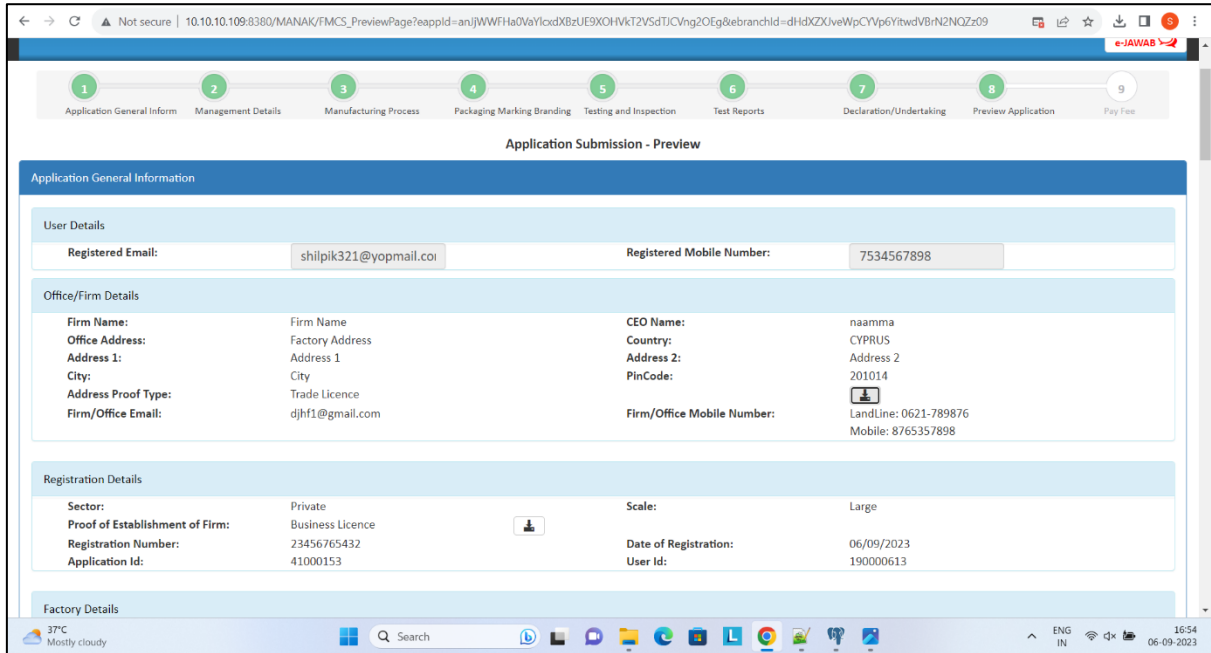 Not secure | 10.10.10.109:8380/MANAK/FMCS_PreviewPage?eappId=anJjWWFHa0VaYlcxdXBzUE9XOHVkT2VSdTJCVng2OEg&ebranchId=dHdXZXJveWpCYVp6YitwdVBrN2NQZz09
S
e-JAWAB
1 2 3 4 5 6 7 8 9
Application General Inform Management Details Manufacturing Process Packaging Marking Branding Testing and Inspection Test Reports Declaration/Undertaking Preview Application Pay Fee
Application Submission - Preview
Application General Information
User Details
Registered Email: shilpik321@yopmail.co Registered Mobile Number: 7534567898
Office/Firm Details
Firm Name: Firm Name CEO Name: naamma
Office Address: Factory Address Country: CYPRUS
Address 1: Address 1 Address 2: Address 2
City: City PinCode: 201014
Address Proof Type: Trade Licence
Firm/Office Email: djhf1@gmail.com Firm/Office Mobile Number: LandLine: 0621-789876
Mobile: 8765357898
Registration Details
Sector: Private Scale: Large
Proof of Establishment of Firm: Business Licence
Registration Number: 23456765432 Date of Registration: 06/09/2023
Application Id: 41000153 User Id: 190000613
Factory Details
37°C
Mostly cloudy
Search
L
ENG
IN
16:54
06-09-2023